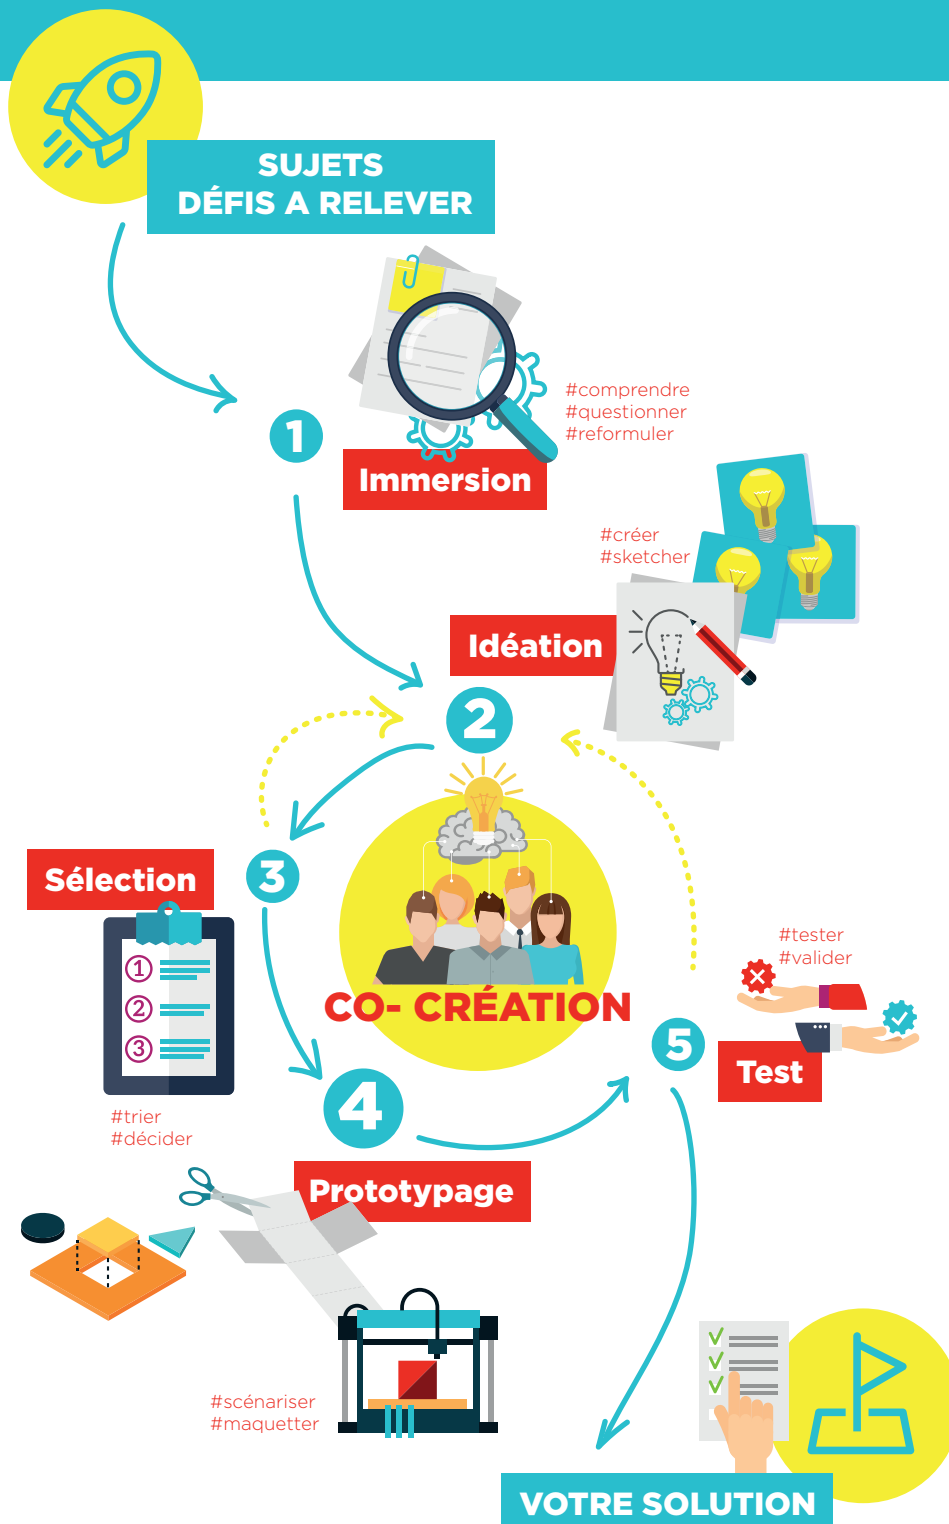 SUJETS
DÉFIS A RELEVER
#comprendre
#questionner
#reformuler
1
Immersion
#créer
#sketcher
Idéation
2
3
Sélection
1
2
3
#trier
#décider
CO- CRÉATION
#tester
#valider
5
Test
4
Prototypage
#scénariser
#maquetter
VOTRE SOLUTION